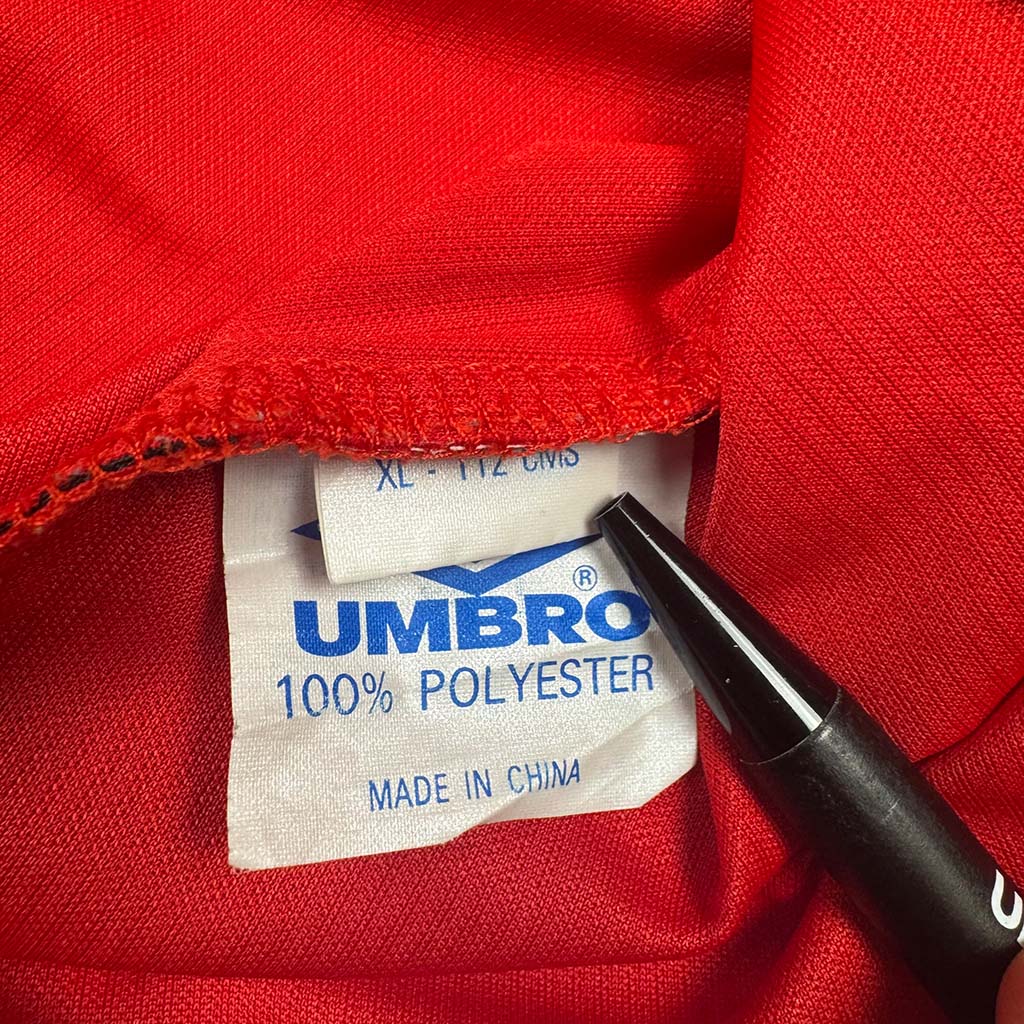 XL - 112 CMS
®
UMBRO
100% POLYESTER
MADE IN CHINA